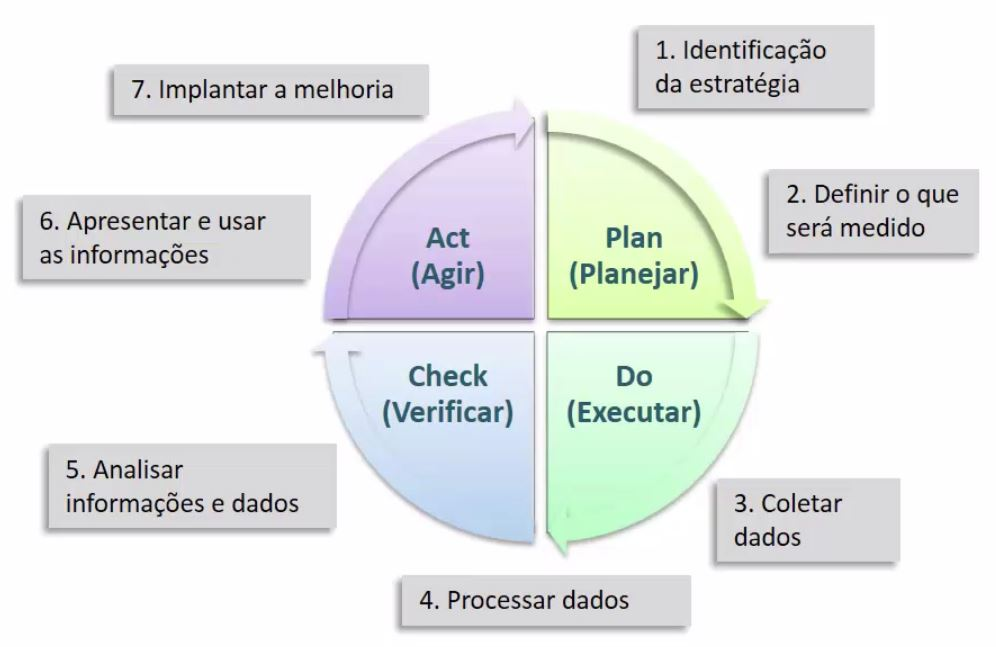 1. Identificação
da estratégia
2. Definir o que
será medido
3. Coletar
dados
4. Processar dados
5. Analisar
informações e dados
6. Apresentar e usar
as informações
7. Implantar a melhoria
Act
(Agir)
Plan
(Planejar)
Check
(Verificar)
Do
(Executar)